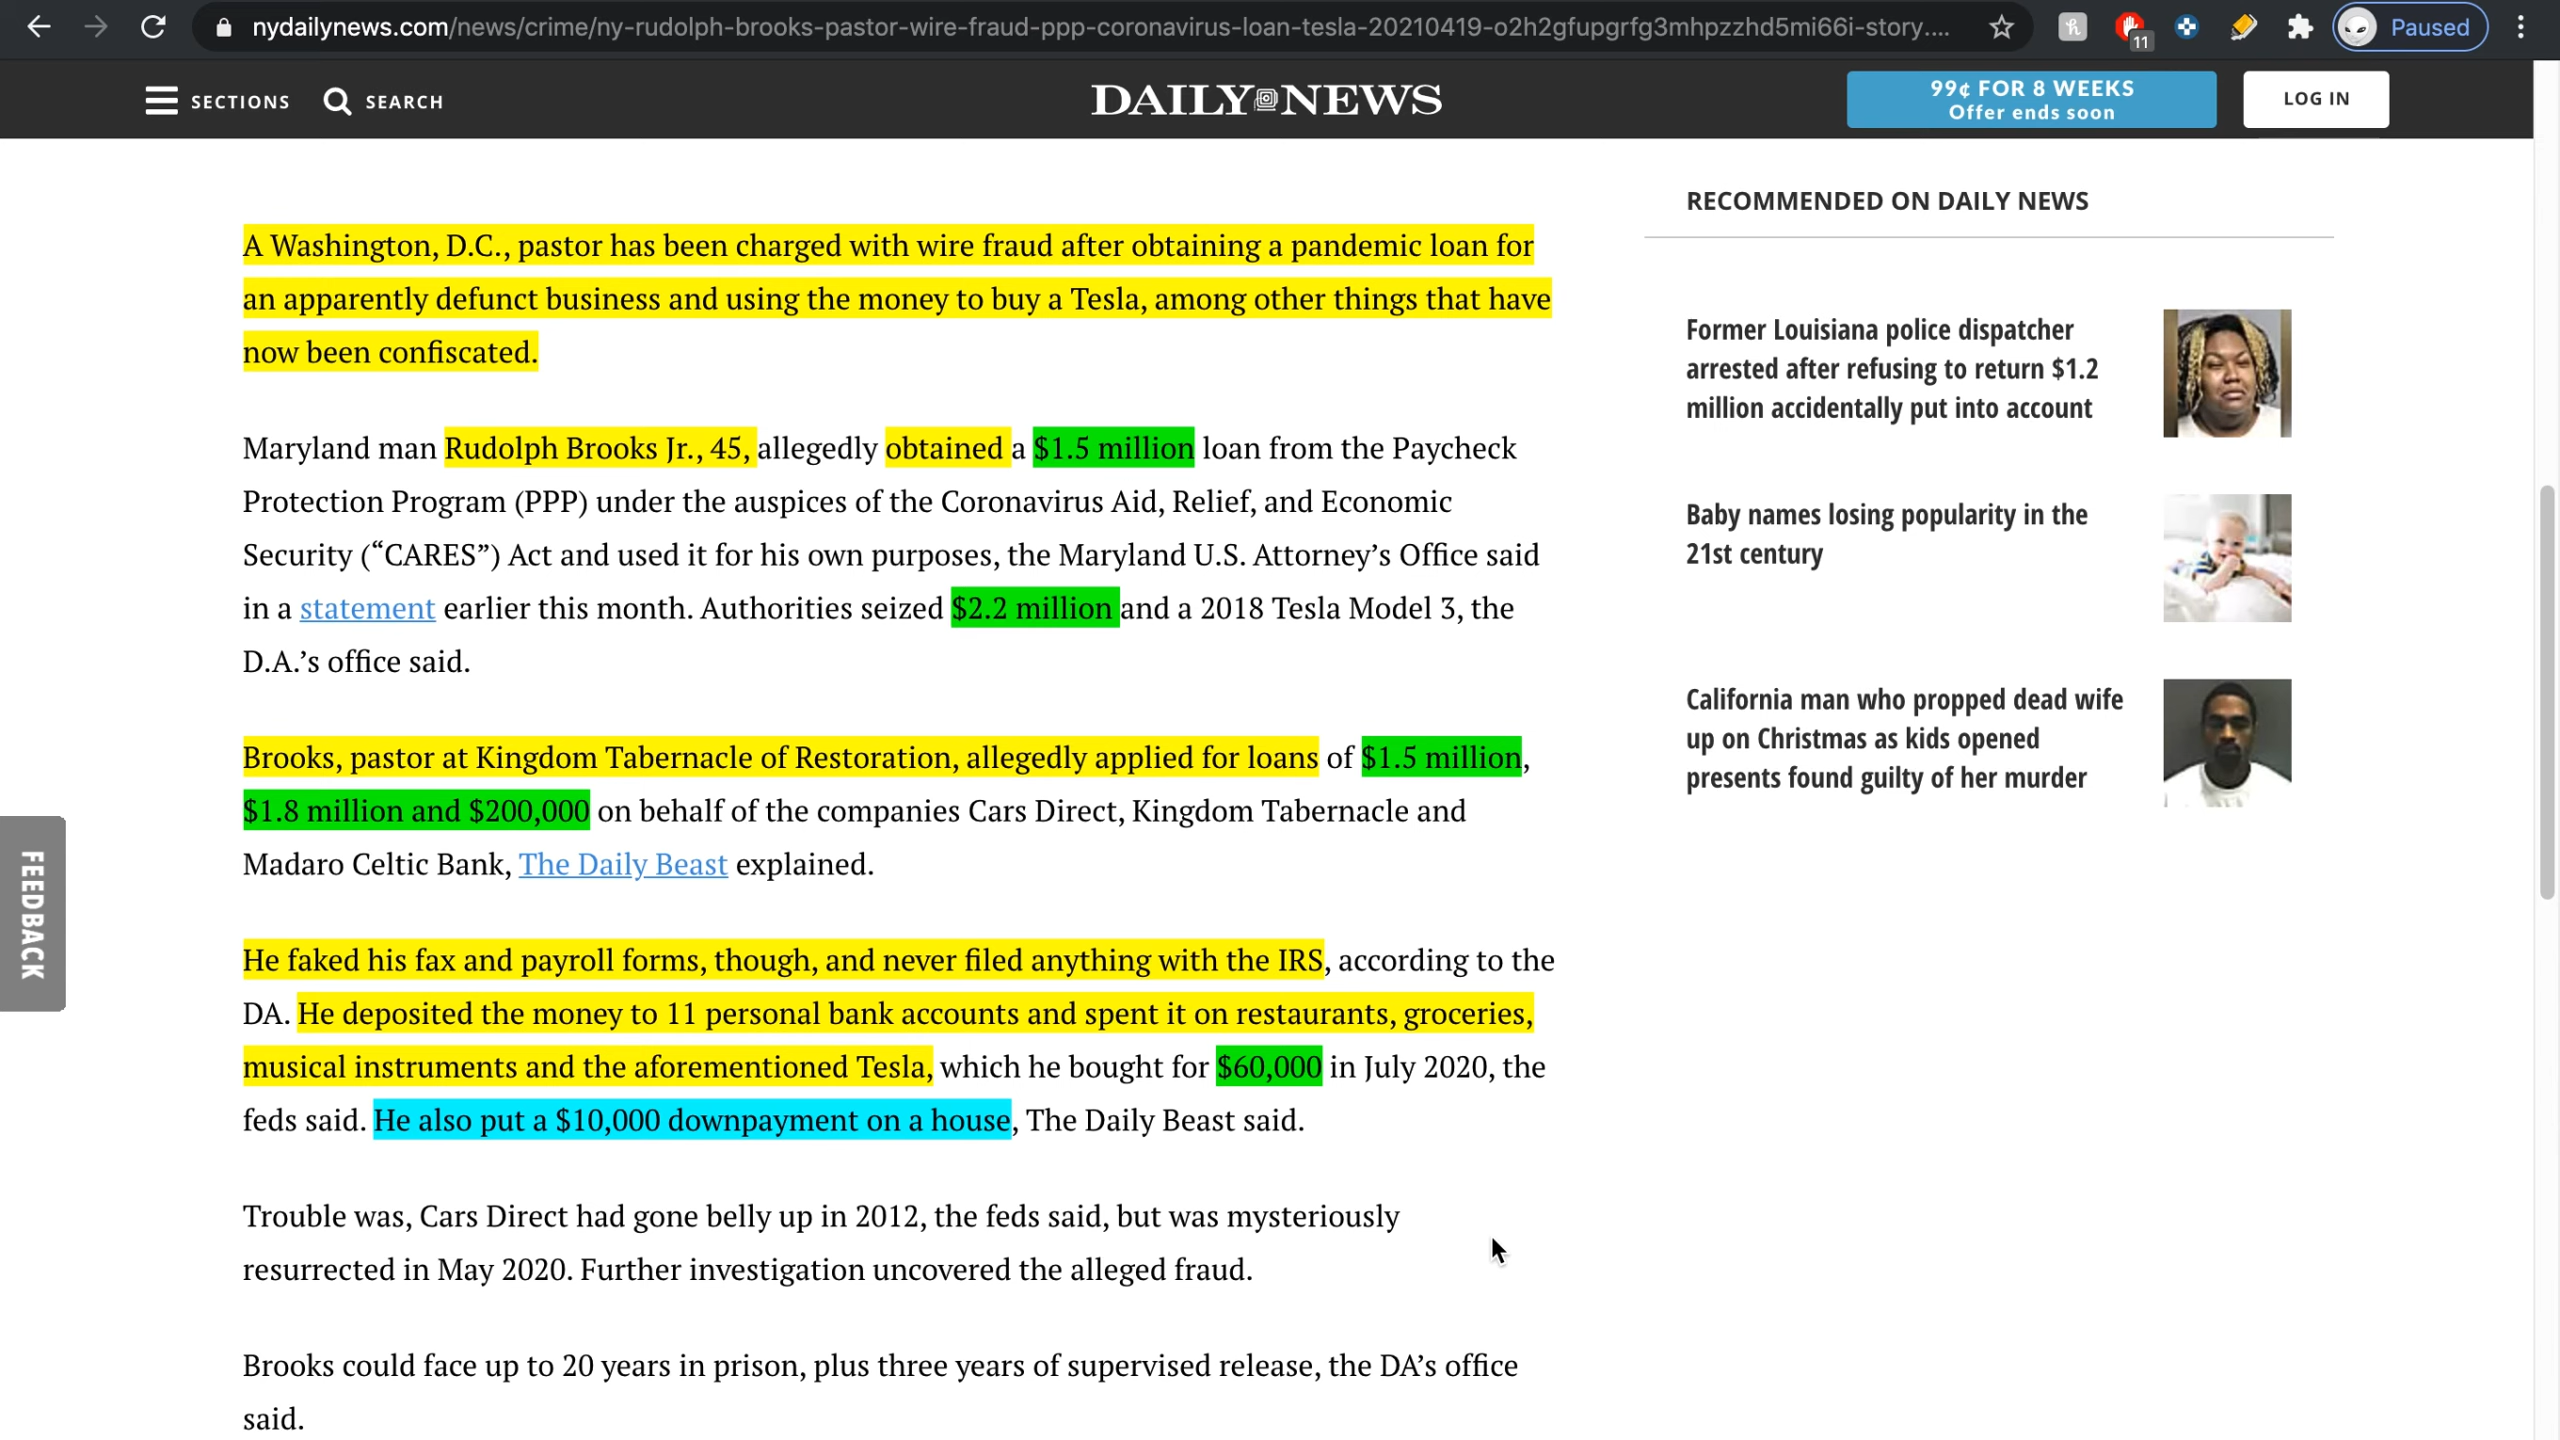 nydailynews.com/news/crime/ny-rudolph-brooks-pastor-wire-fraud-ppp-coronavirus-loan-tesla-20210419-o2h2gfupgrfg3mhpzzhd5mi66i-story....
11
Paused
SECTIONS
SEARCH
DAILY NEWS
99¢ FOR 8 WEEKS
Offer ends soon
LOG IN
A Washington, D.C., pastor has been charged with wire fraud after obtaining a pandemic loan for
an apparently defunct business and using the money to buy a Tesla, among other things that have
now been confiscated.
Maryland man Rudolph Brooks Jr., 45, allegedly obtained a $1.5 million loan from the Paycheck
Protection Program (PPP) under the auspices of the Coronavirus Aid, Relief, and Economic
Security (“CARES”) Act and used it for his own purposes, the Maryland U.S. Attorney’s Office said
in a statement earlier this month. Authorities seized $2.2 million and a 2018 Tesla Model 3, the
D.A.’s office said.
Brooks, pastor at Kingdom Tabernacle of Restoration, allegedly applied for loans of $1.5 million,
$1.8 million and $200,000 on behalf of the companies Cars Direct, Kingdom Tabernacle and
Madaro Celtic Bank, The Daily Beast explained.
He faked his fax and payroll forms, though, and never filed anything with the IRS, according to the
DA. He deposited the money to 11 personal bank accounts and spent it on restaurants, groceries,
musical instruments and the aforementioned Tesla, which he bought for $60,000 in July 2020, the
feds said. He also put a $10,000 downpayment on a house, The Daily Beast said.
Trouble was, Cars Direct had gone belly up in 2012, the feds said, but was mysteriously
resurrected in May 2020. Further investigation uncovered the alleged fraud.
Brooks could face up to 20 years in prison, plus three years of supervised release, the DA’s office
said.
RECOMMENDED ON DAILY NEWS
Former Louisiana police dispatcher
arrested after refusing to return $1.2
million accidentally put into account
Baby names losing popularity in the
21st century
California man who propped dead wife
up on Christmas as kids opened
presents found guilty of her murder
FEEDBACK